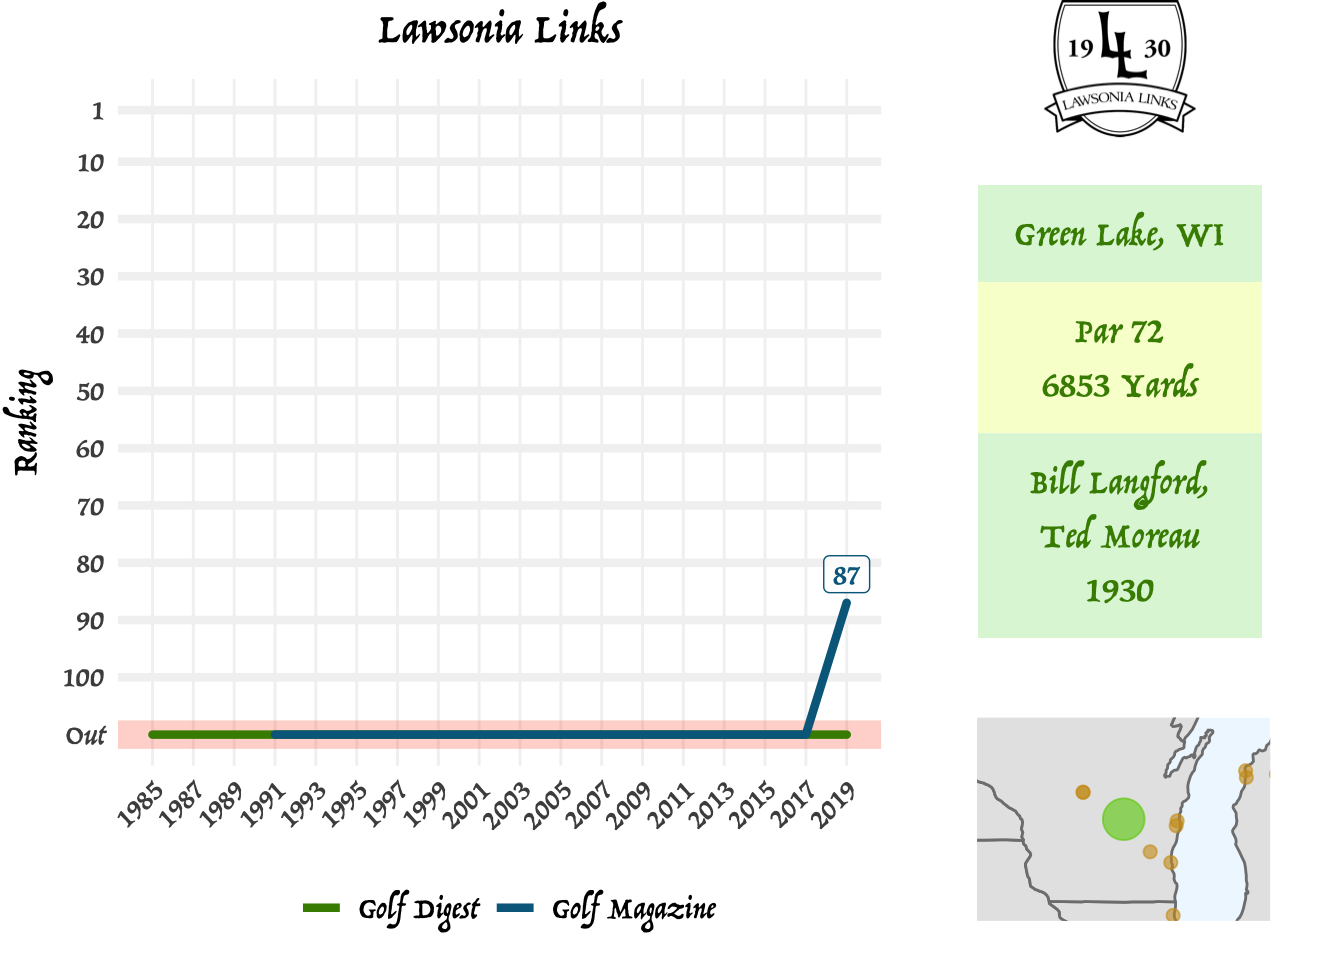 Lawsonia Links
19 LL 30
LAWSONIA LINKS
Ranking
1
10
20
30
40
50
60
70
80
90
100
Out
87
1985
1987
1989
1991
1993
1995
1997
1999
2001
2003
2005
2007
2009
2011
2013
2015
2017
2019
Golf Digest
Golf Magazine
Green Lake, WI
Par 72
6853 Yards
Bill Langford,
Ted Moreau
1930